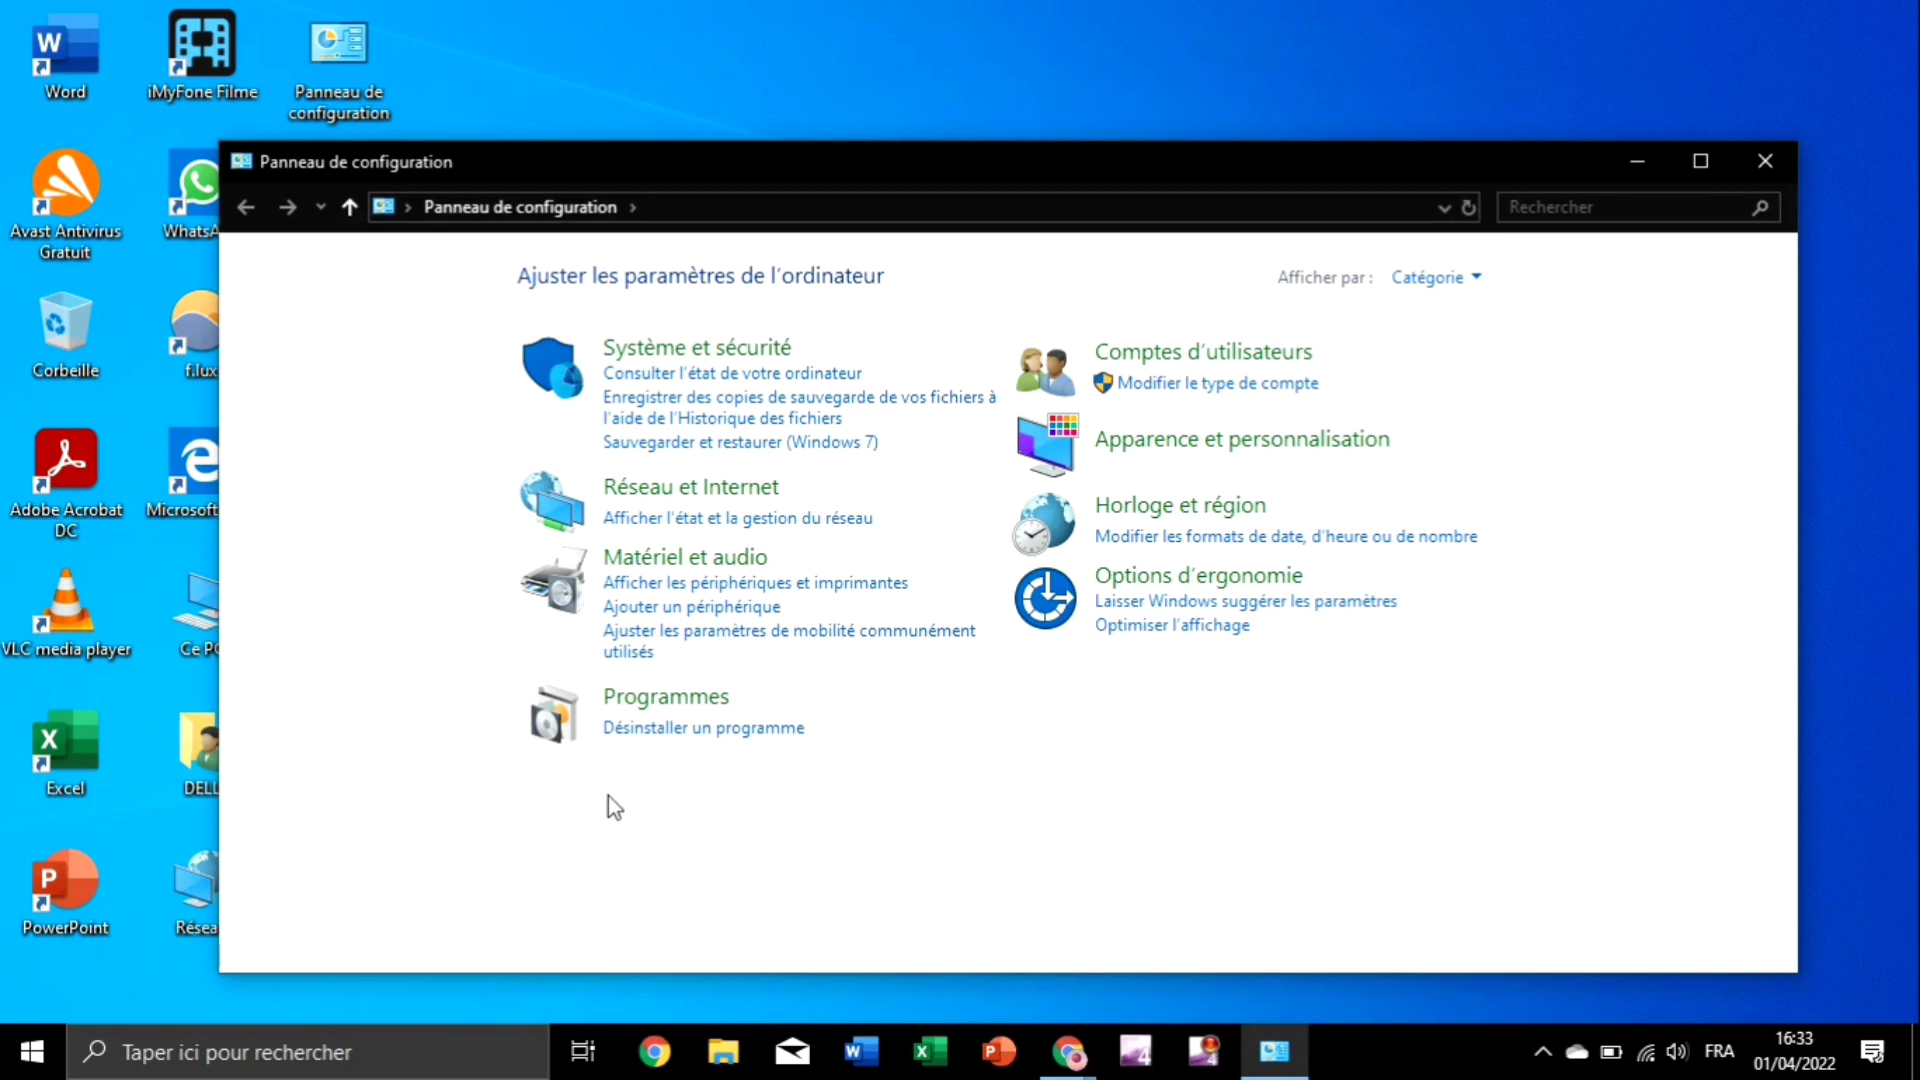 Word
iMyFone Filme
Panneau de
configuration
Avast Antivirus
Gratuit
WhatsA
Corbeille
f.lux
Adobe Acrobat
DC
Microsoft
VLC media player
Ce PC
Excel
DELL
PowerPoint
Résea
Panneau de configuration
Panneau de configuration
Rechercher
Ajuster les paramètres de l'ordinateur
Afficher par :
Catégorie
Système et sécurité
Consulter l'état de votre ordinateur
Enregistrer des copies de sauvegarde de vos fichiers à
l'aide de l'Historique des fichiers
Sauvegarder et restaurer (Windows 7)
Réseau et Internet
Afficher l'état et la gestion du réseau
Matériel et audio
Afficher les périphériques et imprimantes
Ajouter un périphérique
Ajuster les paramètres de mobilité communément
utilisés
Programmes
Désinstaller un programme
Comptes d'utilisateurs
Modifier le type de compte
Apparence et personnalisation
Horloge et région
Modifier les formats de date, d'heure ou de nombre
Options d'ergonomie
Laisser Windows suggérer les paramètres
Optimiser l'affichage
Taper ici pour rechercher
FRA
16:33
01/04/2022